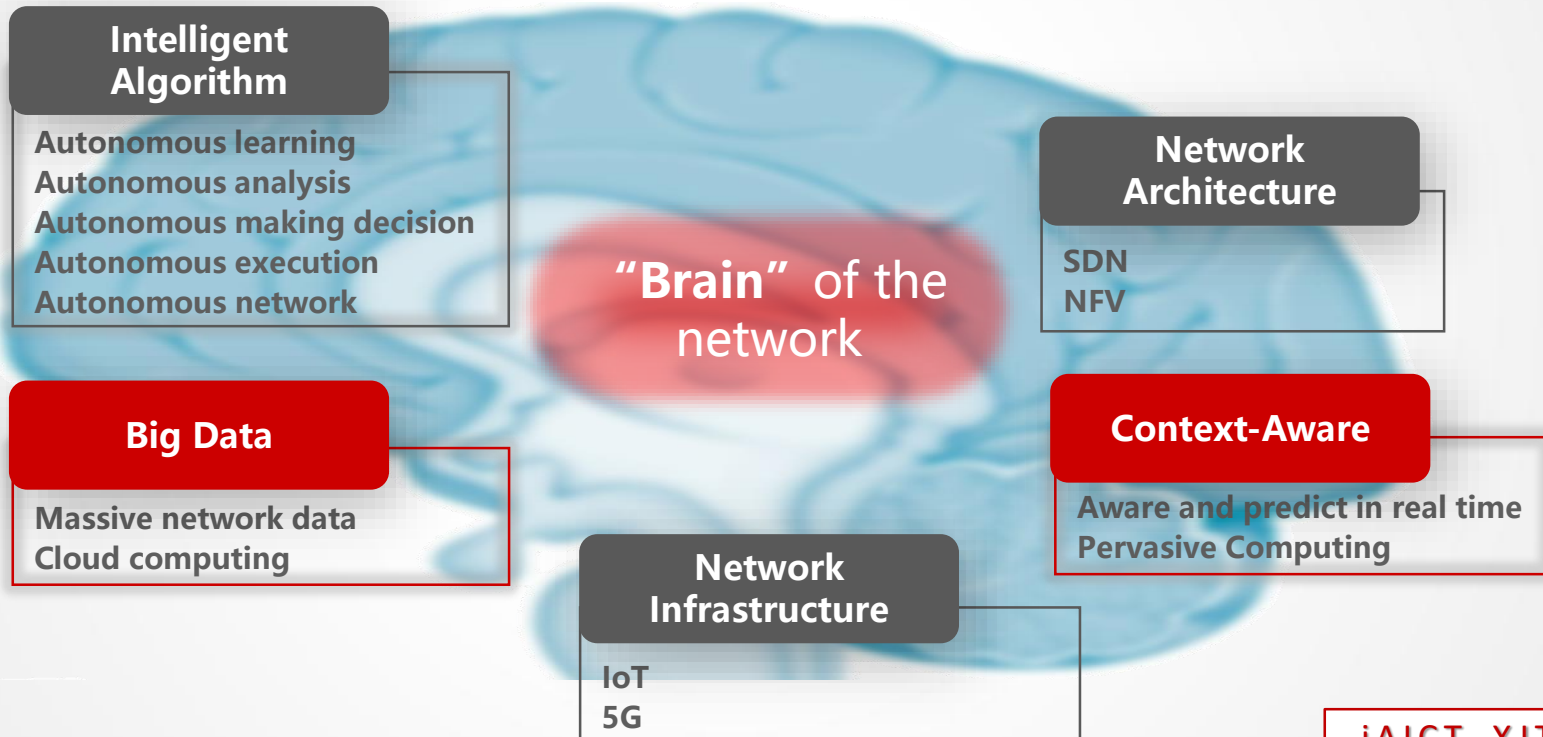 Intelligent
Algorithm
Autonomous learning
Autonomous analysis
Autonomous making decision
Autonomous execution
Autonomous network
Network
Architecture
SDN
NFV
“Brain” of the
network
Big Data
Massive network data
Cloud computing
Context-Aware
Aware and predict in real time
Pervasive Computing
Network
Infrastructure
IoT
5G